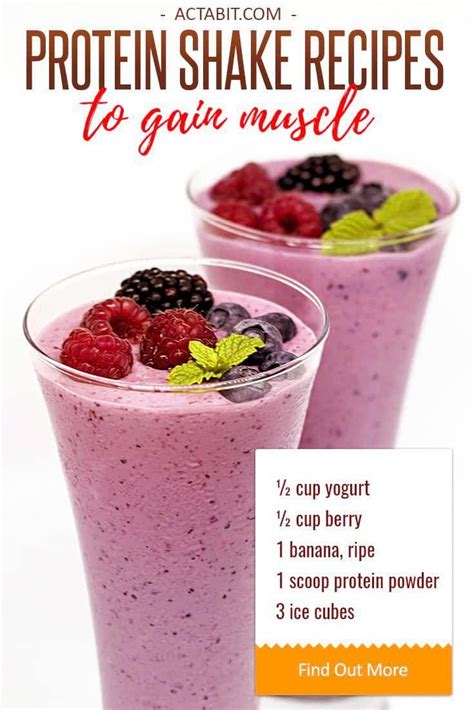 - ACTABIT.COM -
PROTEIN SHAKE RECIPES
to gain muscle
½ cup yogurt
½ cup berry
1 banana, ripe
1 scoop protein powder
3 ice cubes
Find Out More